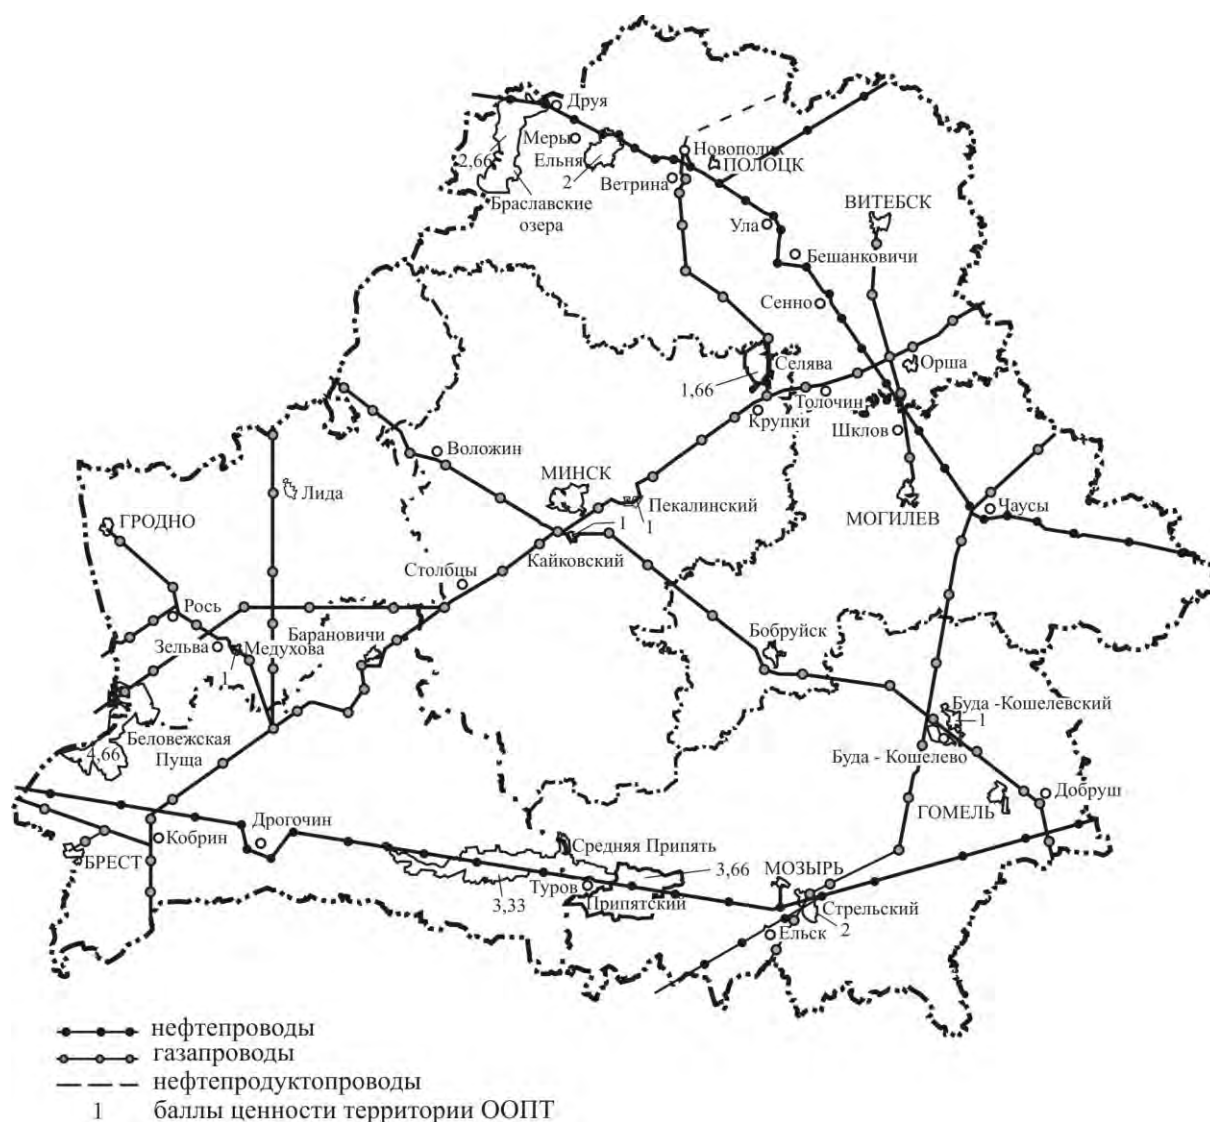 Друя
Меры
Ельня
2,66
2
Браславские
озера
Новополцк
ПОЛОЦК
Ветрина
Ула
ВИТЕБСК
Бешанковичи
Сенно
Селява
1,66
Орша
Толочин
Крупки
Шклов
Воложин
МИНСК
Пекалинский
1
1
Кайковский
МОГИЛЕВ
Чаусы
Лида
ГРОДНО
Столбцы
Рось
Зельва
Медухова
1
Барановичи
Бобруйск
Беловежская
Пуща
4,66
Буда -Кошелевский
1
Буда - Кошелево
Добруш
ГОМЕЛЬ
Дрогочин
Кобрин
БРЕСТ
Средняя Припять
3,66
МОЗЫРЬ
Туров
3,33
Припятский
Стрельский
2
Ельск
нефтепроводы
газапроводы
нефтепродуктопроводы
1 баллы ценности территории ООПТ